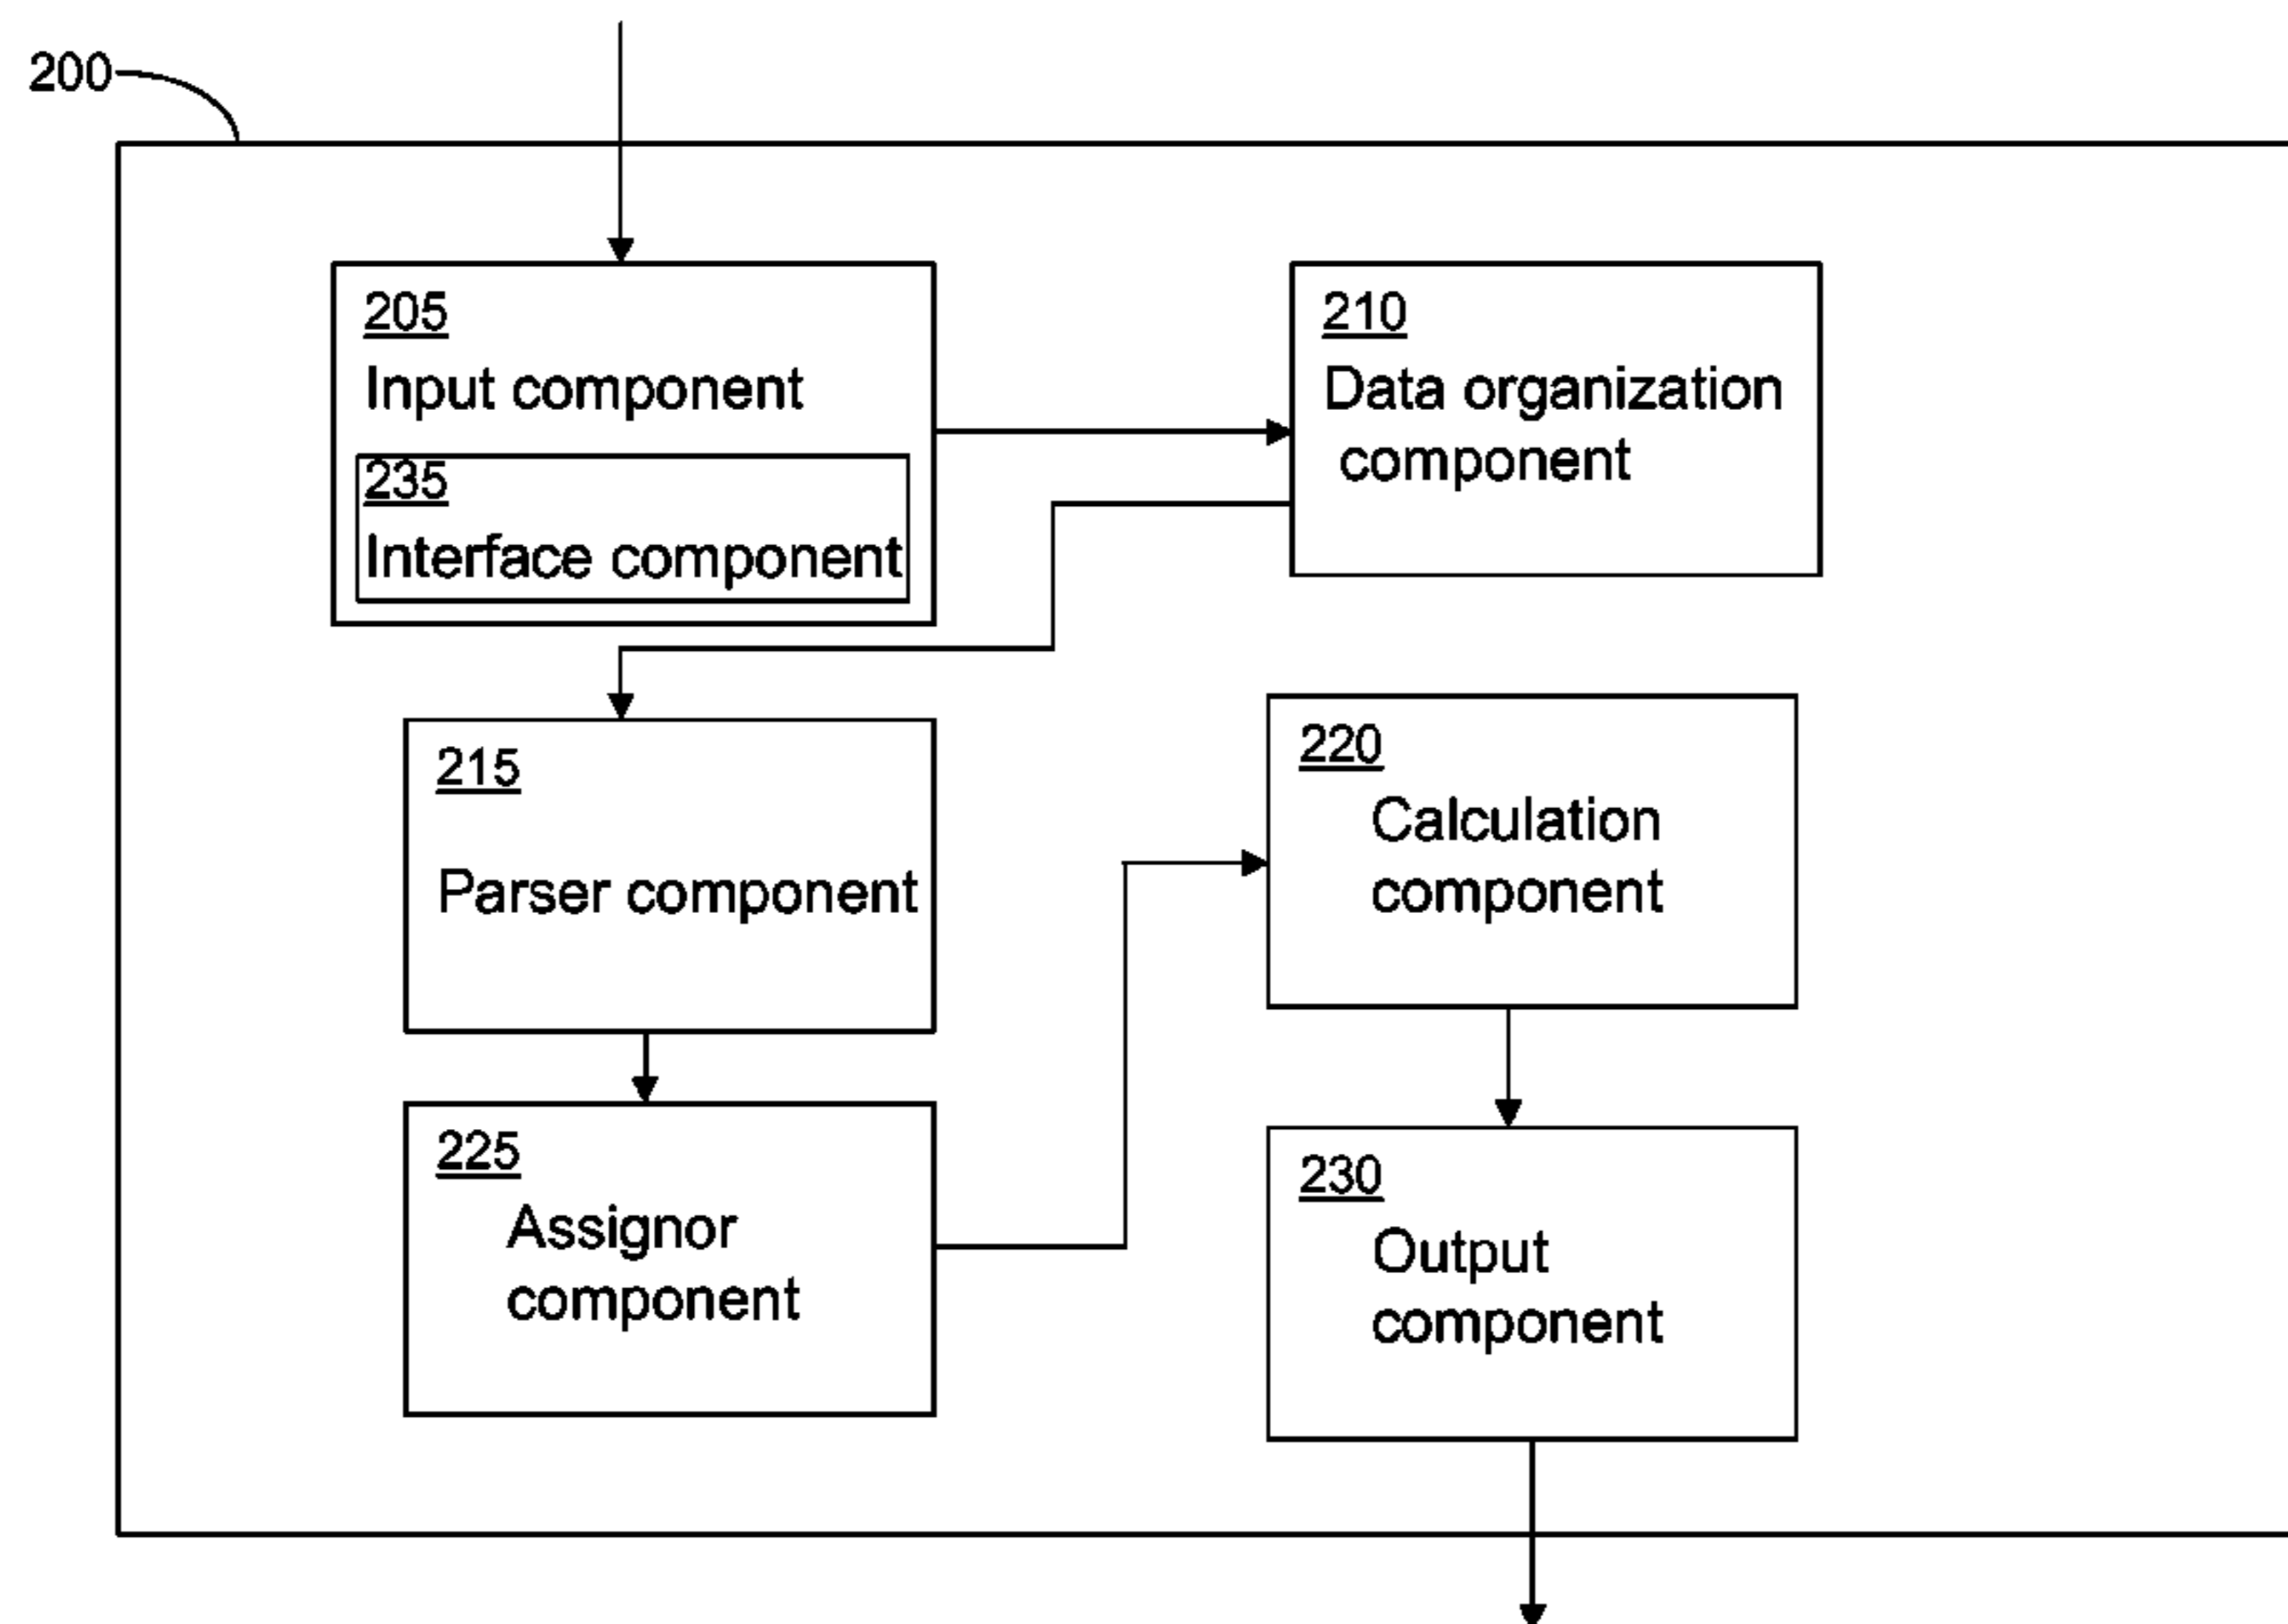 200
205
Input component
235
Interface component
210
Data organization
component
215
Parser component
220
Calculation
component
225
Assignor
component
230
Output
component